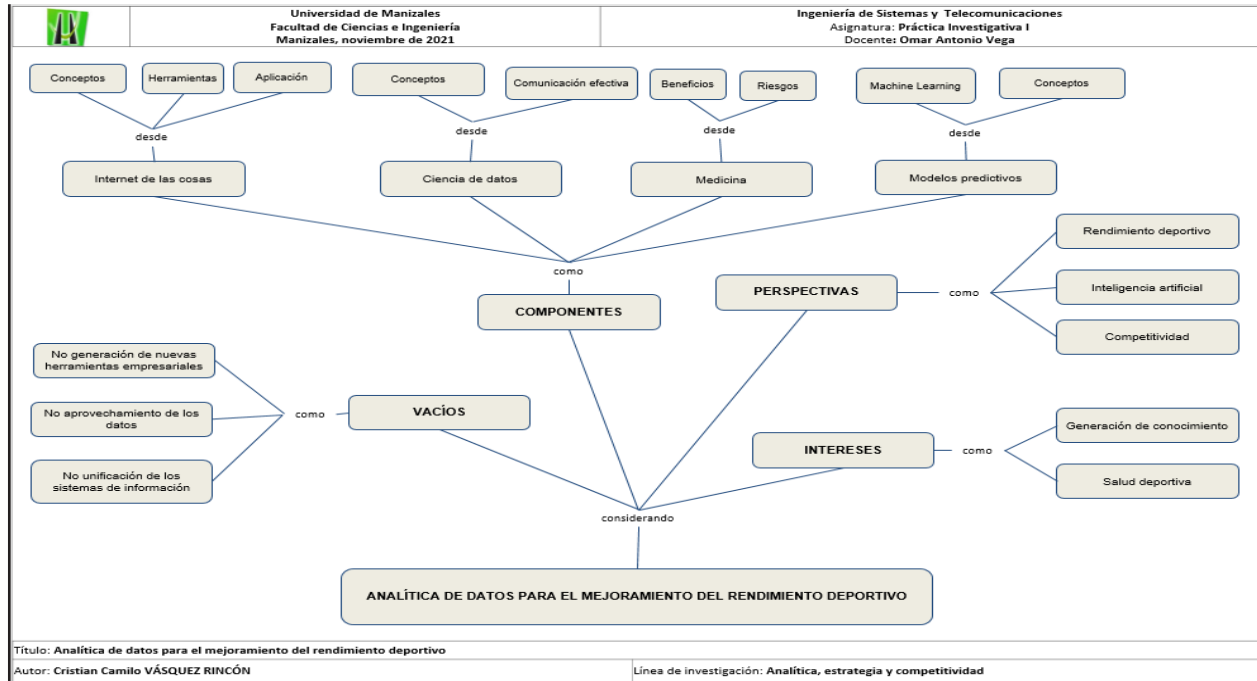 Universidad de Manizales
Facultad de Ciencias e Ingeniería
Manizales, noviembre de 2021
Ingeniería de Sistemas y Telecomunicaciones
Asignatura: Práctica Investigativa I
Docente: Omar Antonio Vega
Conceptos
Herramientas
Aplicación
Conceptos
Comunicación efectiva
Beneficios
Riesgos
Machine Learning
Conceptos
desde
desde
desde
desde
Internet de las cosas
Ciencia de datos
Medicina
Modelos predictivos
como
COMPONENTES
PERSPECTIVAS
como
Rendimiento deportivo
Inteligencia artificial
Competitividad
No generación de nuevas
herramientas empresariales
No aprovechamiento de los
datos
No unificación de los
sistemas de información
como
VACÍOS
INTERESES
como
Generación de conocimiento
Salud deportiva
considerando
ANALÍTICA DE DATOS PARA EL MEJORAMIENTO DEL RENDIMIENTO DEPORTIVO
Título: Analítica de datos para el mejoramiento del rendimiento deportivo
Autor: Cristian Camilo VÁSQUEZ RINCÓN
Línea de investigación: Analítica, estrategia y competitividad